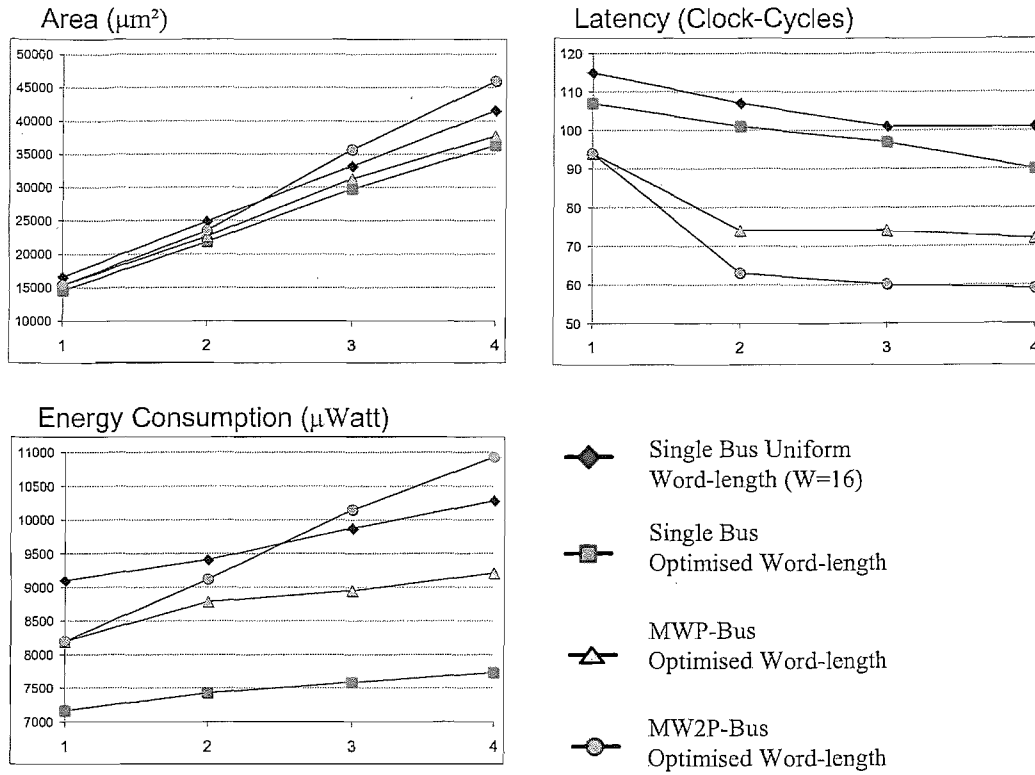 Area (μm²)
50000
45000
40000
35000
30000
25000
20000
15000
10000
1 2 3 4
Latency (Clock-Cycles)
120
110
100
90
80
70
60
50
1 2 3 4
Energy Consumption (μWatt)
11000
10500
10000
9500
9000
8500
8000
7500
7000
1 2 3 4
Single Bus Uniform
Word-length (W=16)
Single Bus
Optimised Word-length
MWP-Bus
Optimised Word-length
MW2P-Bus
Optimised Word-length